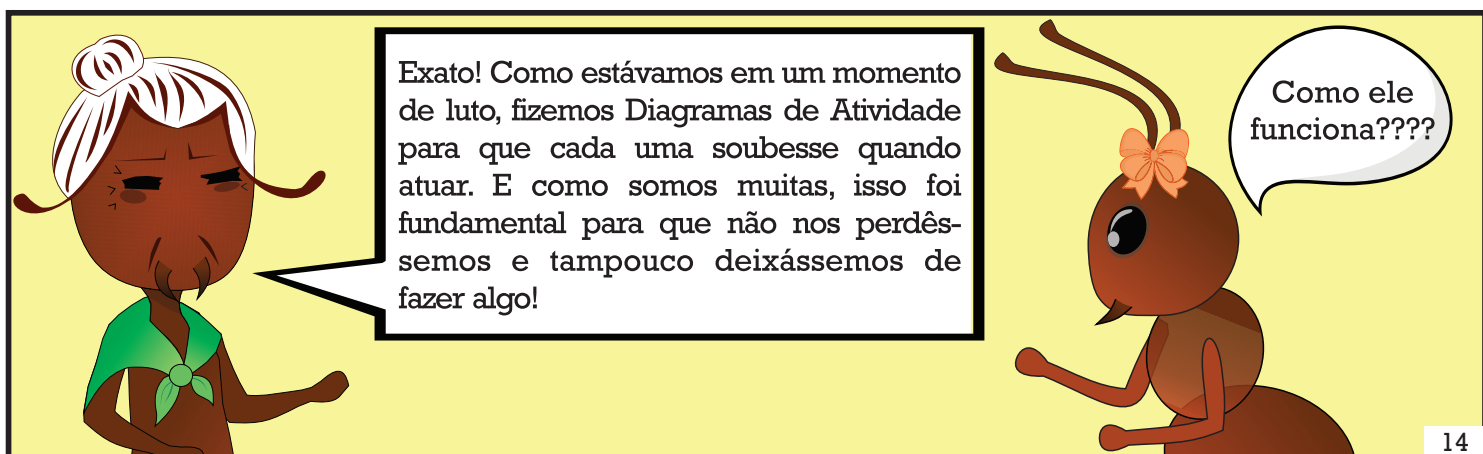 Exato! Como estávamos em um momento
de luto, fizemos Diagramas de Atividade
para que cada uma soubesse quando
atuar. E como somos muitas, isso foi
fundamental para que não nos perdês-
semos e tampouco deixássemos de
fazer algo!
Como ele
funciona????
14